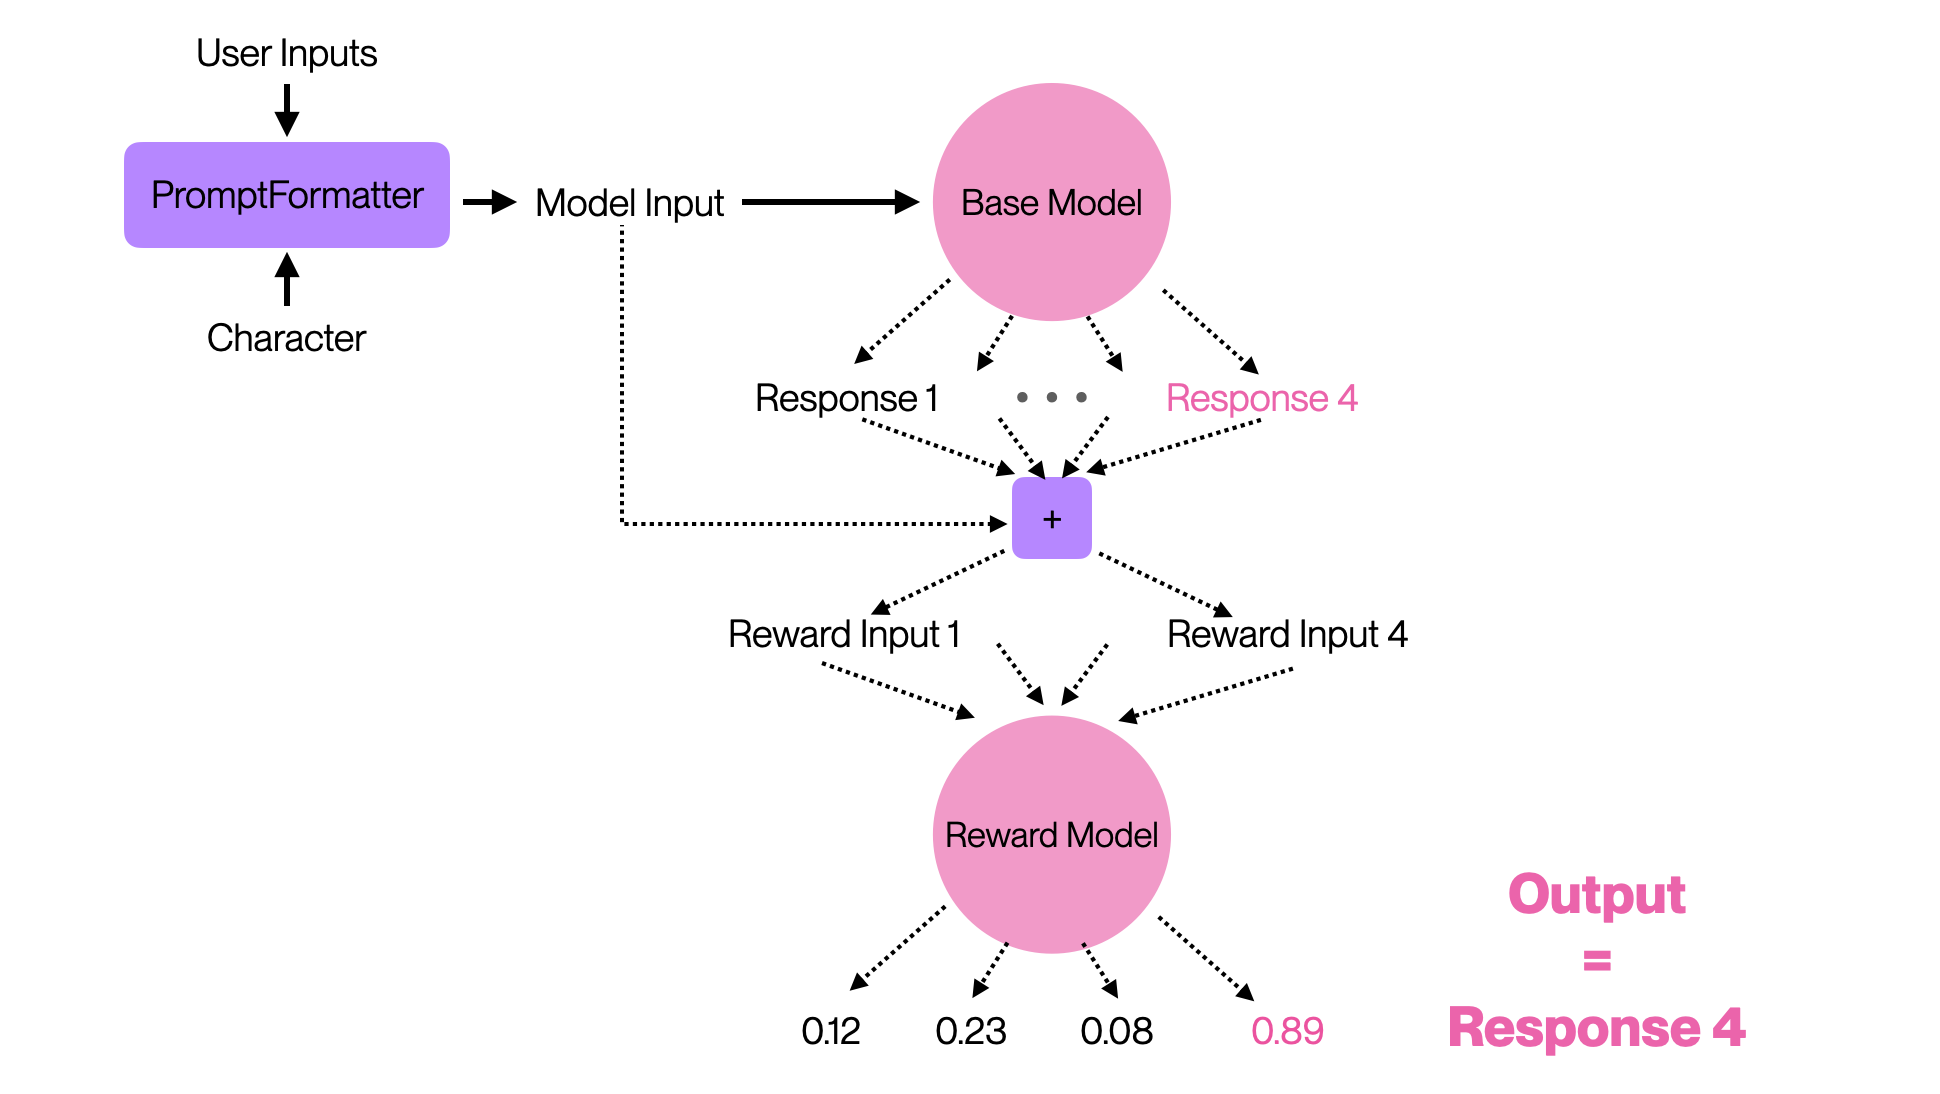 User Inputs
PromptFormatter
Character
Model Input
Base Model
Response 1
Response 4
+
Reward Input 1
Reward Input 4
Reward Model
0.12
0.23
0.08
0.89
Output
=
Response 4